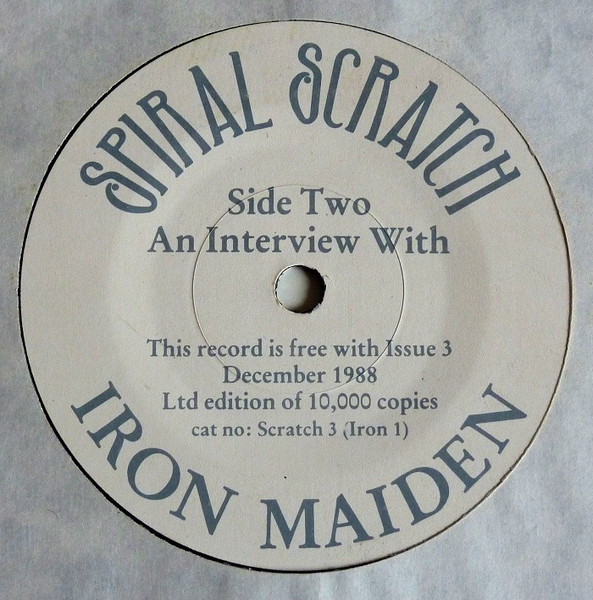 SPIRAL SCRATCH
Side Two
An Interview With
This record is free with Issue 3
December 1988
Ltd edition of 10,000 copies
cat no: Scratch 3 (Iron 1)
IRON MAIDEN